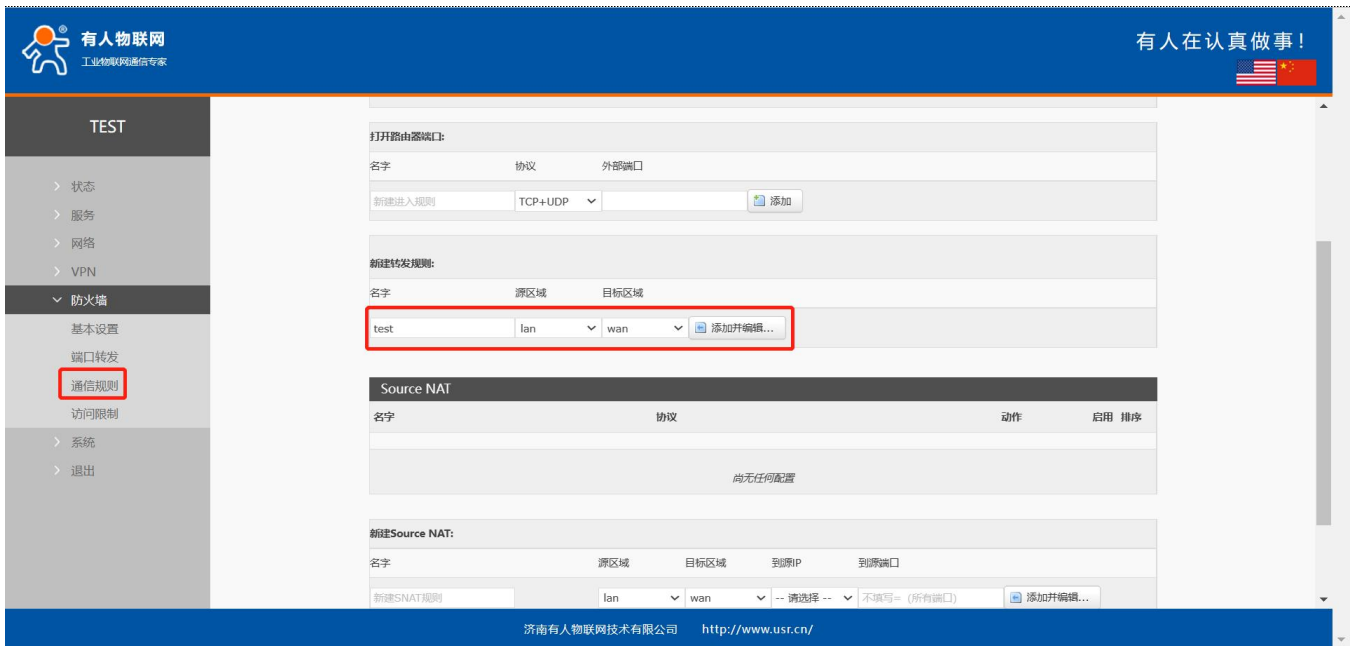 有人物联网
工业物联网通信专家
有人在认真做事!
TEST
状态
服务
网络
VPN
防火墙
基本设置
端口转发
通信规则
访问限制
系统
退出
打开路由器端口:
名字 协议 外部端口
新建进入规则 TCP+UDP 添加
新建转发规则:
名字 源区域 目标区域
test lan wan 添加并编辑...
Source NAT
名字 协议 动作 启用 排序
尚无任何配置
新建Source NAT:
名字 源区域 目标区域 到源IP 到源端口
新建SNAT规则 lan wan -- 请选择 -- 不填写= (所有端口) 添加并编辑...
济南有人物联网技术有限公司 http://www.usr.cn/